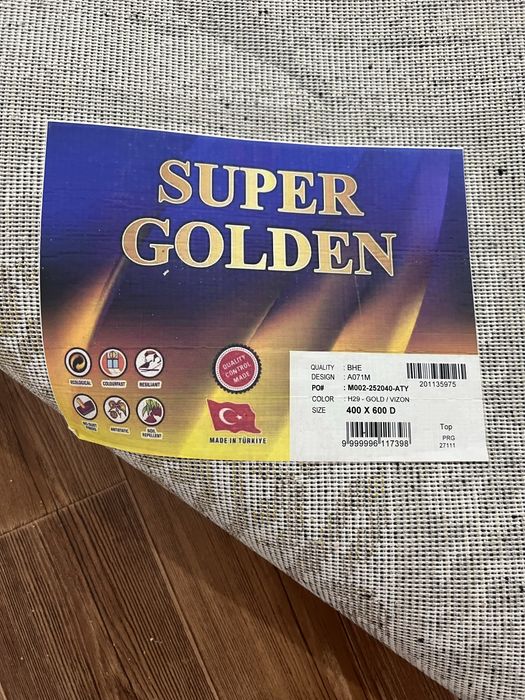 SUPER
GOLDEN
ECOLOGICAL
COLOURFAST
RESILIANT
ANTISTATIC
REPELLENT
QUALITY
CONTROL
MADE
MADE IN TÜRKİYE
QUALITY : BHE
DESIGN : A071M
PO# : M002-252040-ATY
COLOR : H29 - GOLD / VIZON
SIZE 400 X 600 D
201135975
9 999996 117398
Top
PRG
27111